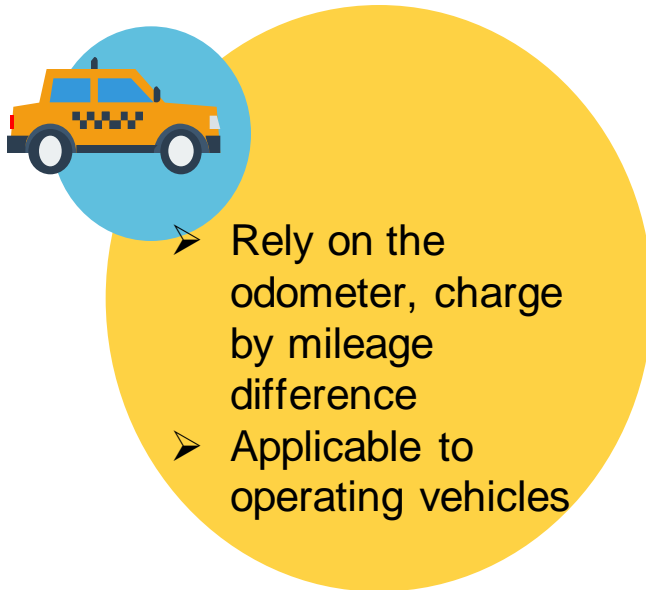 ➢ Rely on the
odometer, charge
by mileage
difference
➢ Applicable to
operating vehicles